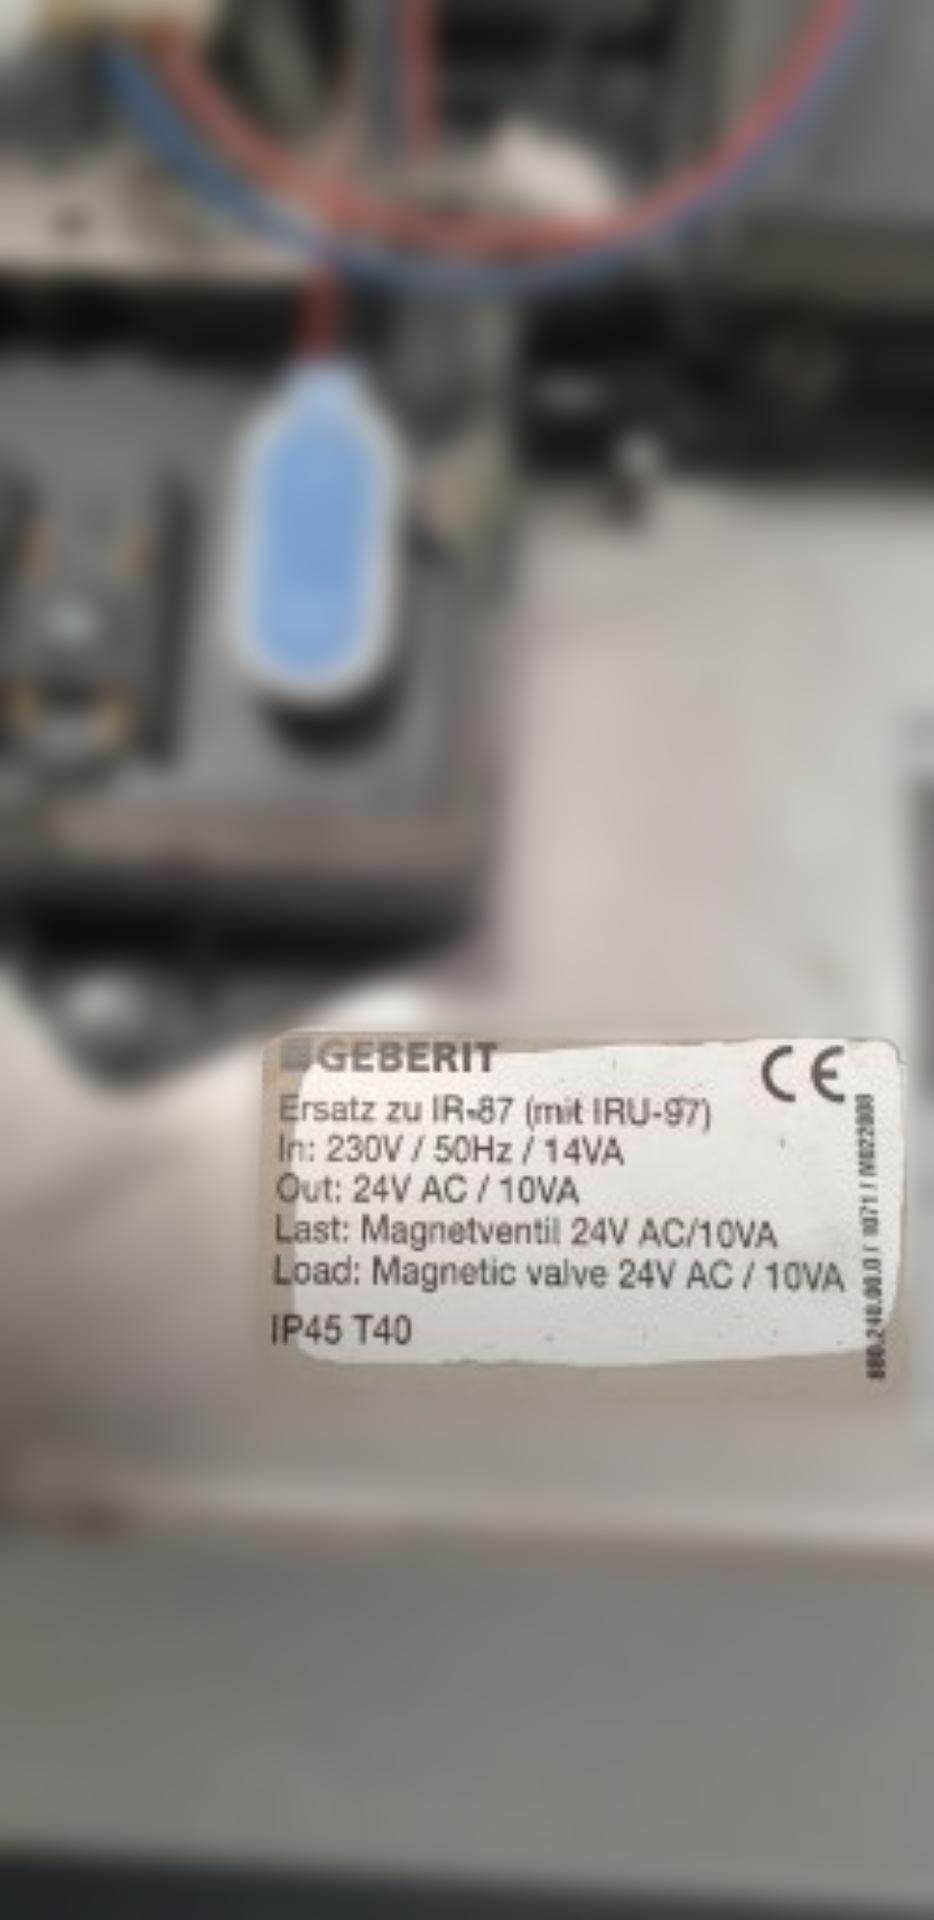 GEBERIT
CE
Ersatz zu IR-87 (mit IRU-97)
In: 230V / 50Hz / 14VA
Out: 24V AC / 10VA
Last: Magnetventil 24V AC/10VA
Load: Magnetic valve 24V AC / 10VA
IP45 T40